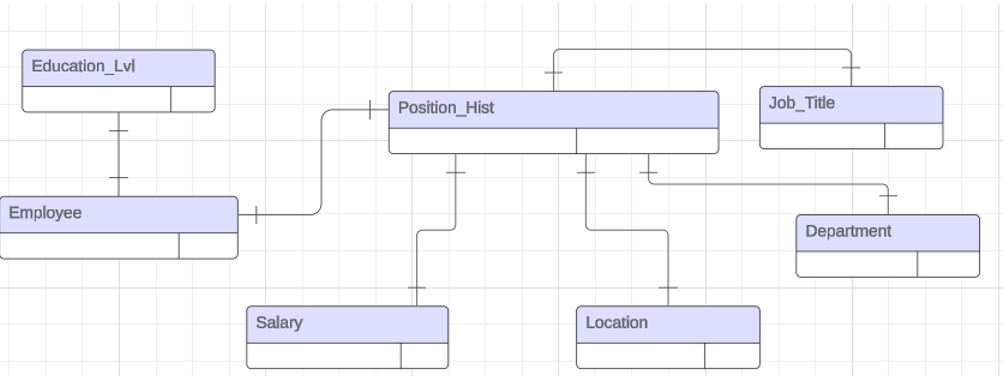 Education_Lvl
Position_Hist
Job_Title
Employee
Department
Salary
Location